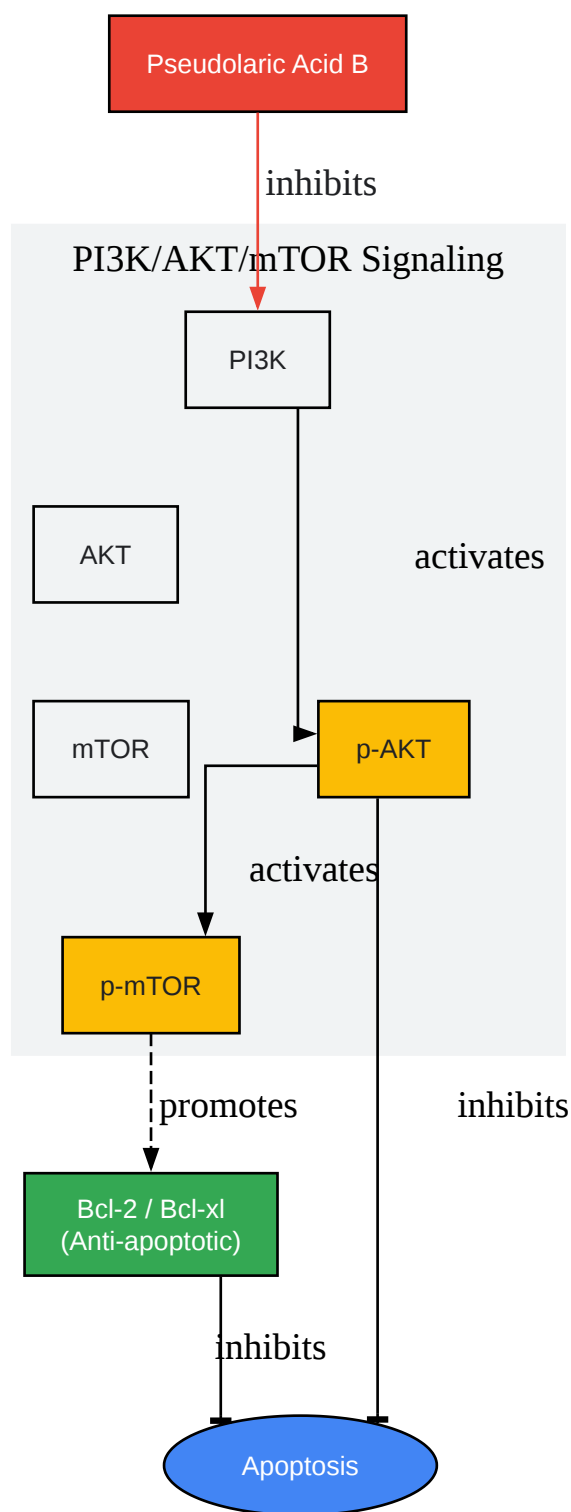 Pseudolaric Acid B
inhibits
PI3K/AKT/mTOR Signaling
PI3K
AKT
activates
mTOR
p-AKT
activates
p-mTOR
promotes
inhibits
Bcl-2 / Bcl-xl
(Anti-apoptotic)
inhibits
Apoptosis